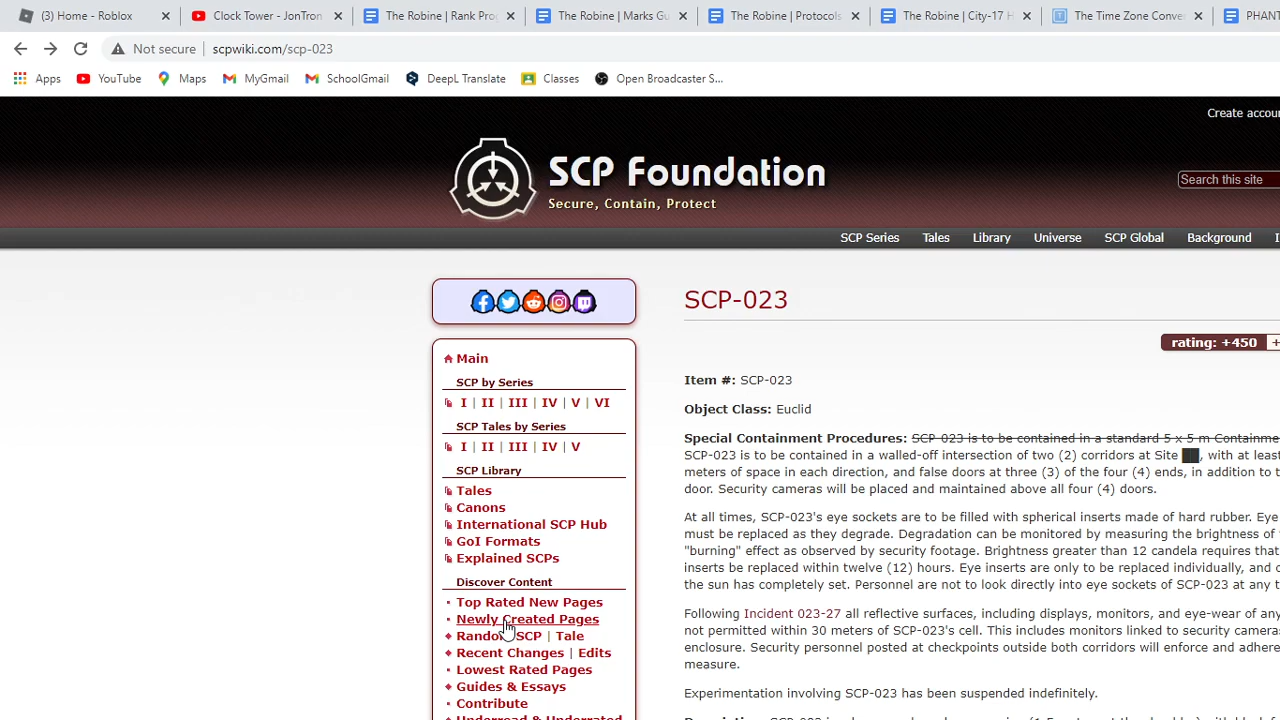 (3) Home - Roblox
Clock Tower – JonTron
The Robine | Rank Pro
The Robine | Marks Gu
The Robine | Protocols
The Robine | City-17 H
The Time Zone Conver
PHANT
Not secure | scpwiki.com/scp-023
Apps YouTube Maps MyGmail SchoolGmail DeepL Translate Classes Open Broadcaster S...
Create accou
SCP Foundation
Secure, Contain, Protect
Search this site
SCP Series Tales Library Universe SCP Global Background
SCP-023
rating: +450 +
Main
SCP by Series
I | II | III | IV | V | VI
SCP Tales by Series
I | II | III | IV | V
SCP Library
Tales
Canons
International SCP Hub
GoI Formats
Explained SCPs
Discover Content
Top Rated New Pages
Newly Created Pages
Random SCP | Tale
Recent Changes | Edits
Lowest Rated Pages
Guides & Essays
Contribute
Underread & Underrated
Item #: SCP-023
Object Class: Euclid
Special Containment Procedures: SCP-023 is to be contained in a standard 5 x 5 m Containme
SCP-023 is to be contained in a walled-off intersection of two (2) corridors at Site ██, with at least
meters of space in each direction, and false doors at three (3) of the four (4) ends, in addition to
door. Security cameras will be placed and maintained above all four (4) doors.
At all times, SCP-023's eye sockets are to be filled with spherical inserts made of hard rubber. Eye
must be replaced as they degrade. Degradation can be monitored by measuring the brightness of
"burning" effect as observed by security footage. Brightness greater than 12 candela requires that
inserts be replaced within twelve (12) hours. Eye inserts are only to be replaced individually, and
the sun has completely set. Personnel are not to look directly into eye sockets of SCP-023 at any t
Following Incident 023-27 all reflective surfaces, including displays, monitors, and eye-wear of any
not permitted within 30 meters of SCP-023's cell. This includes monitors linked to security camera
enclosure. Security personnel posted at checkpoints outside both corridors will enforce and adhere
measure.
Experimentation involving SCP-023 has been suspended indefinitely.